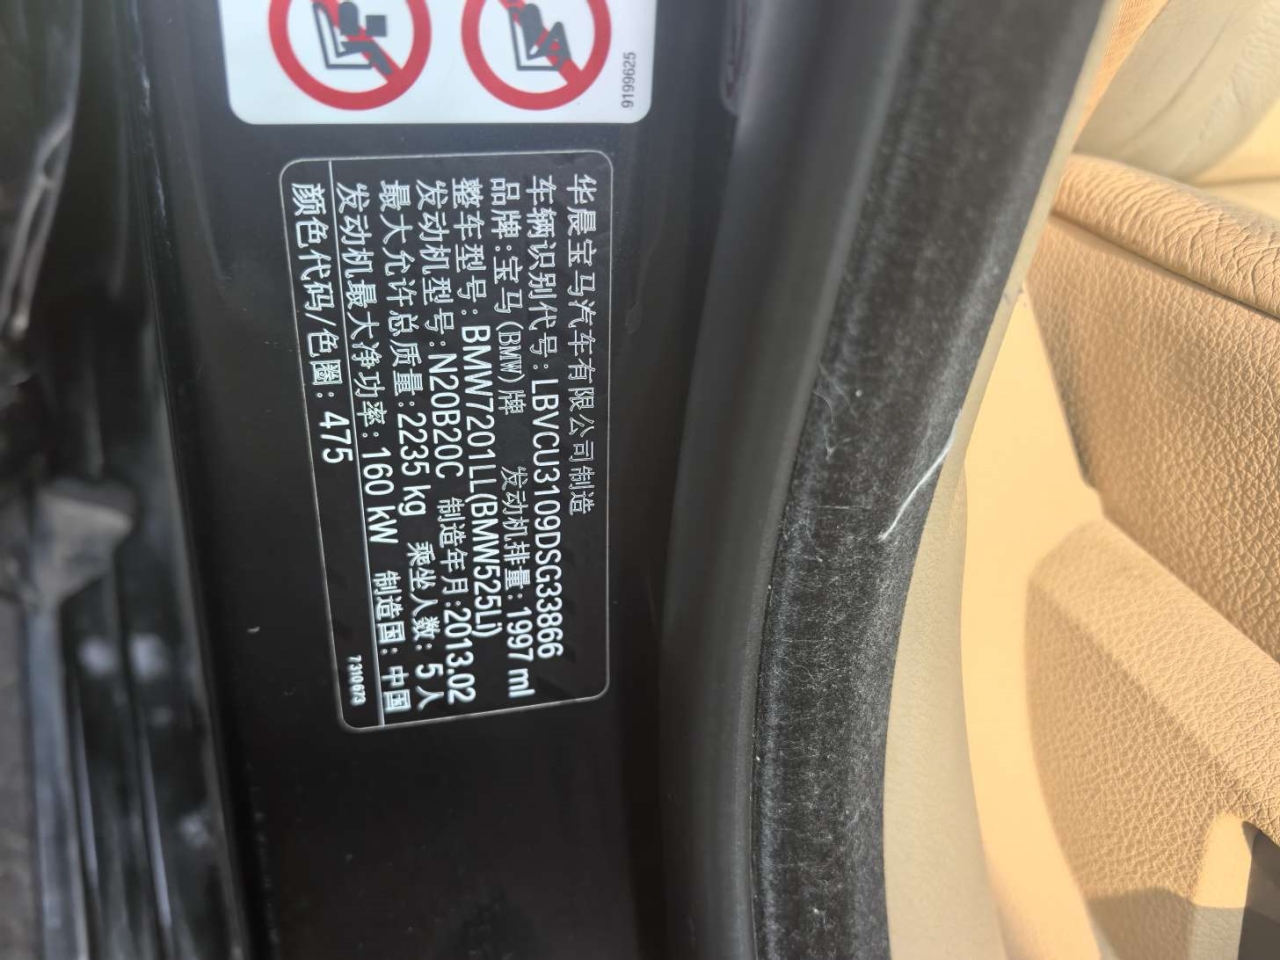 9199625
华晨宝马汽车有限公司制造
车辆识别代号: LBVCU3109DSG33866
品牌:宝马(BMW)牌 发动机排量:1997 ml
整车型号: BMW7201LL(BMW525Li)
发动机型号: N20B20C 制造年月:2013.02
最大允许总质量:2235 kg 乘坐人数: 5 人
发动机最大净功率: 160 kW 制造国: 中国
颜色代码/色圈: 475
7 310 673